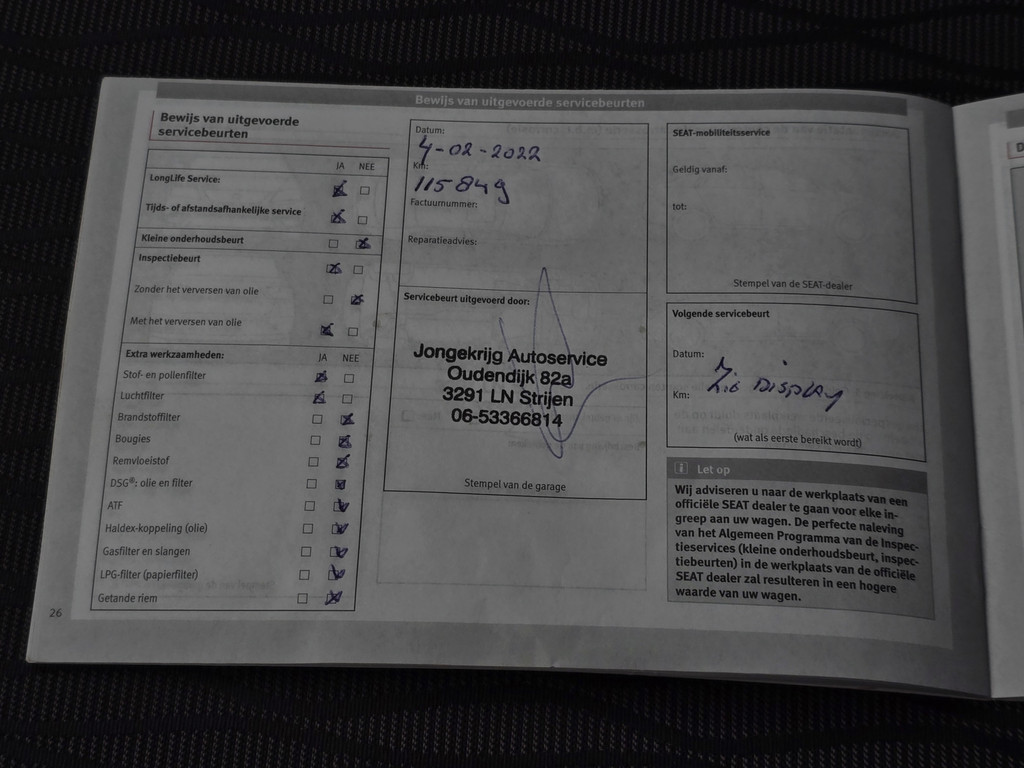 Bewijs van uitgevoerde servicebeurten
Bewijs van uitgevoerde
servicebeurten
JA NEE
LongLife Service:
Tijds- of afstandsafhankelijke service
Kleine onderhoudsbeurt
Inspectiebeurt
Zonder het verversen van olie
Met het verversen van olie
Extra werkzaamheden: JA NEE
Stof- en pollenfilter
Luchtfilter
Brandstoffilter
Bougies
Remvloeistof
DSG®: olie en filter
ATF
Haldex-koppeling (olie)
Gasfilter en slangen
LPG-filter (papierfilter)
Getande riem
26
Datum:
4-02-2022
Km:
115849
Factuurnummer:
Reparatieadvies:
Servicebeurt uitgevoerd door:
Jongekrijg Autoservice
Oudendijk 82a
3291 LN Strijen
06-53366814
Stempel van de garage
SEAT-mobiliteitsservice
Geldig vanaf:
tot:
Stempel van de SEAT-dealer
Volgende servicebeurt
Datum:
Zie DISPLAY
Km:
(wat als eerste bereikt wordt)
i Let op
Wij adviseren u naar de werkplaats van een
officiële SEAT dealer te gaan voor elke in-
greep aan uw wagen. De perfecte naleving
van het Algemeen Programma van de Inspec-
tieservices (kleine onderhoudsbeurt, inspec-
tiebeurten) in de werkplaats van de officiële
SEAT dealer zal resulteren in een hogere
waarde van uw wagen.